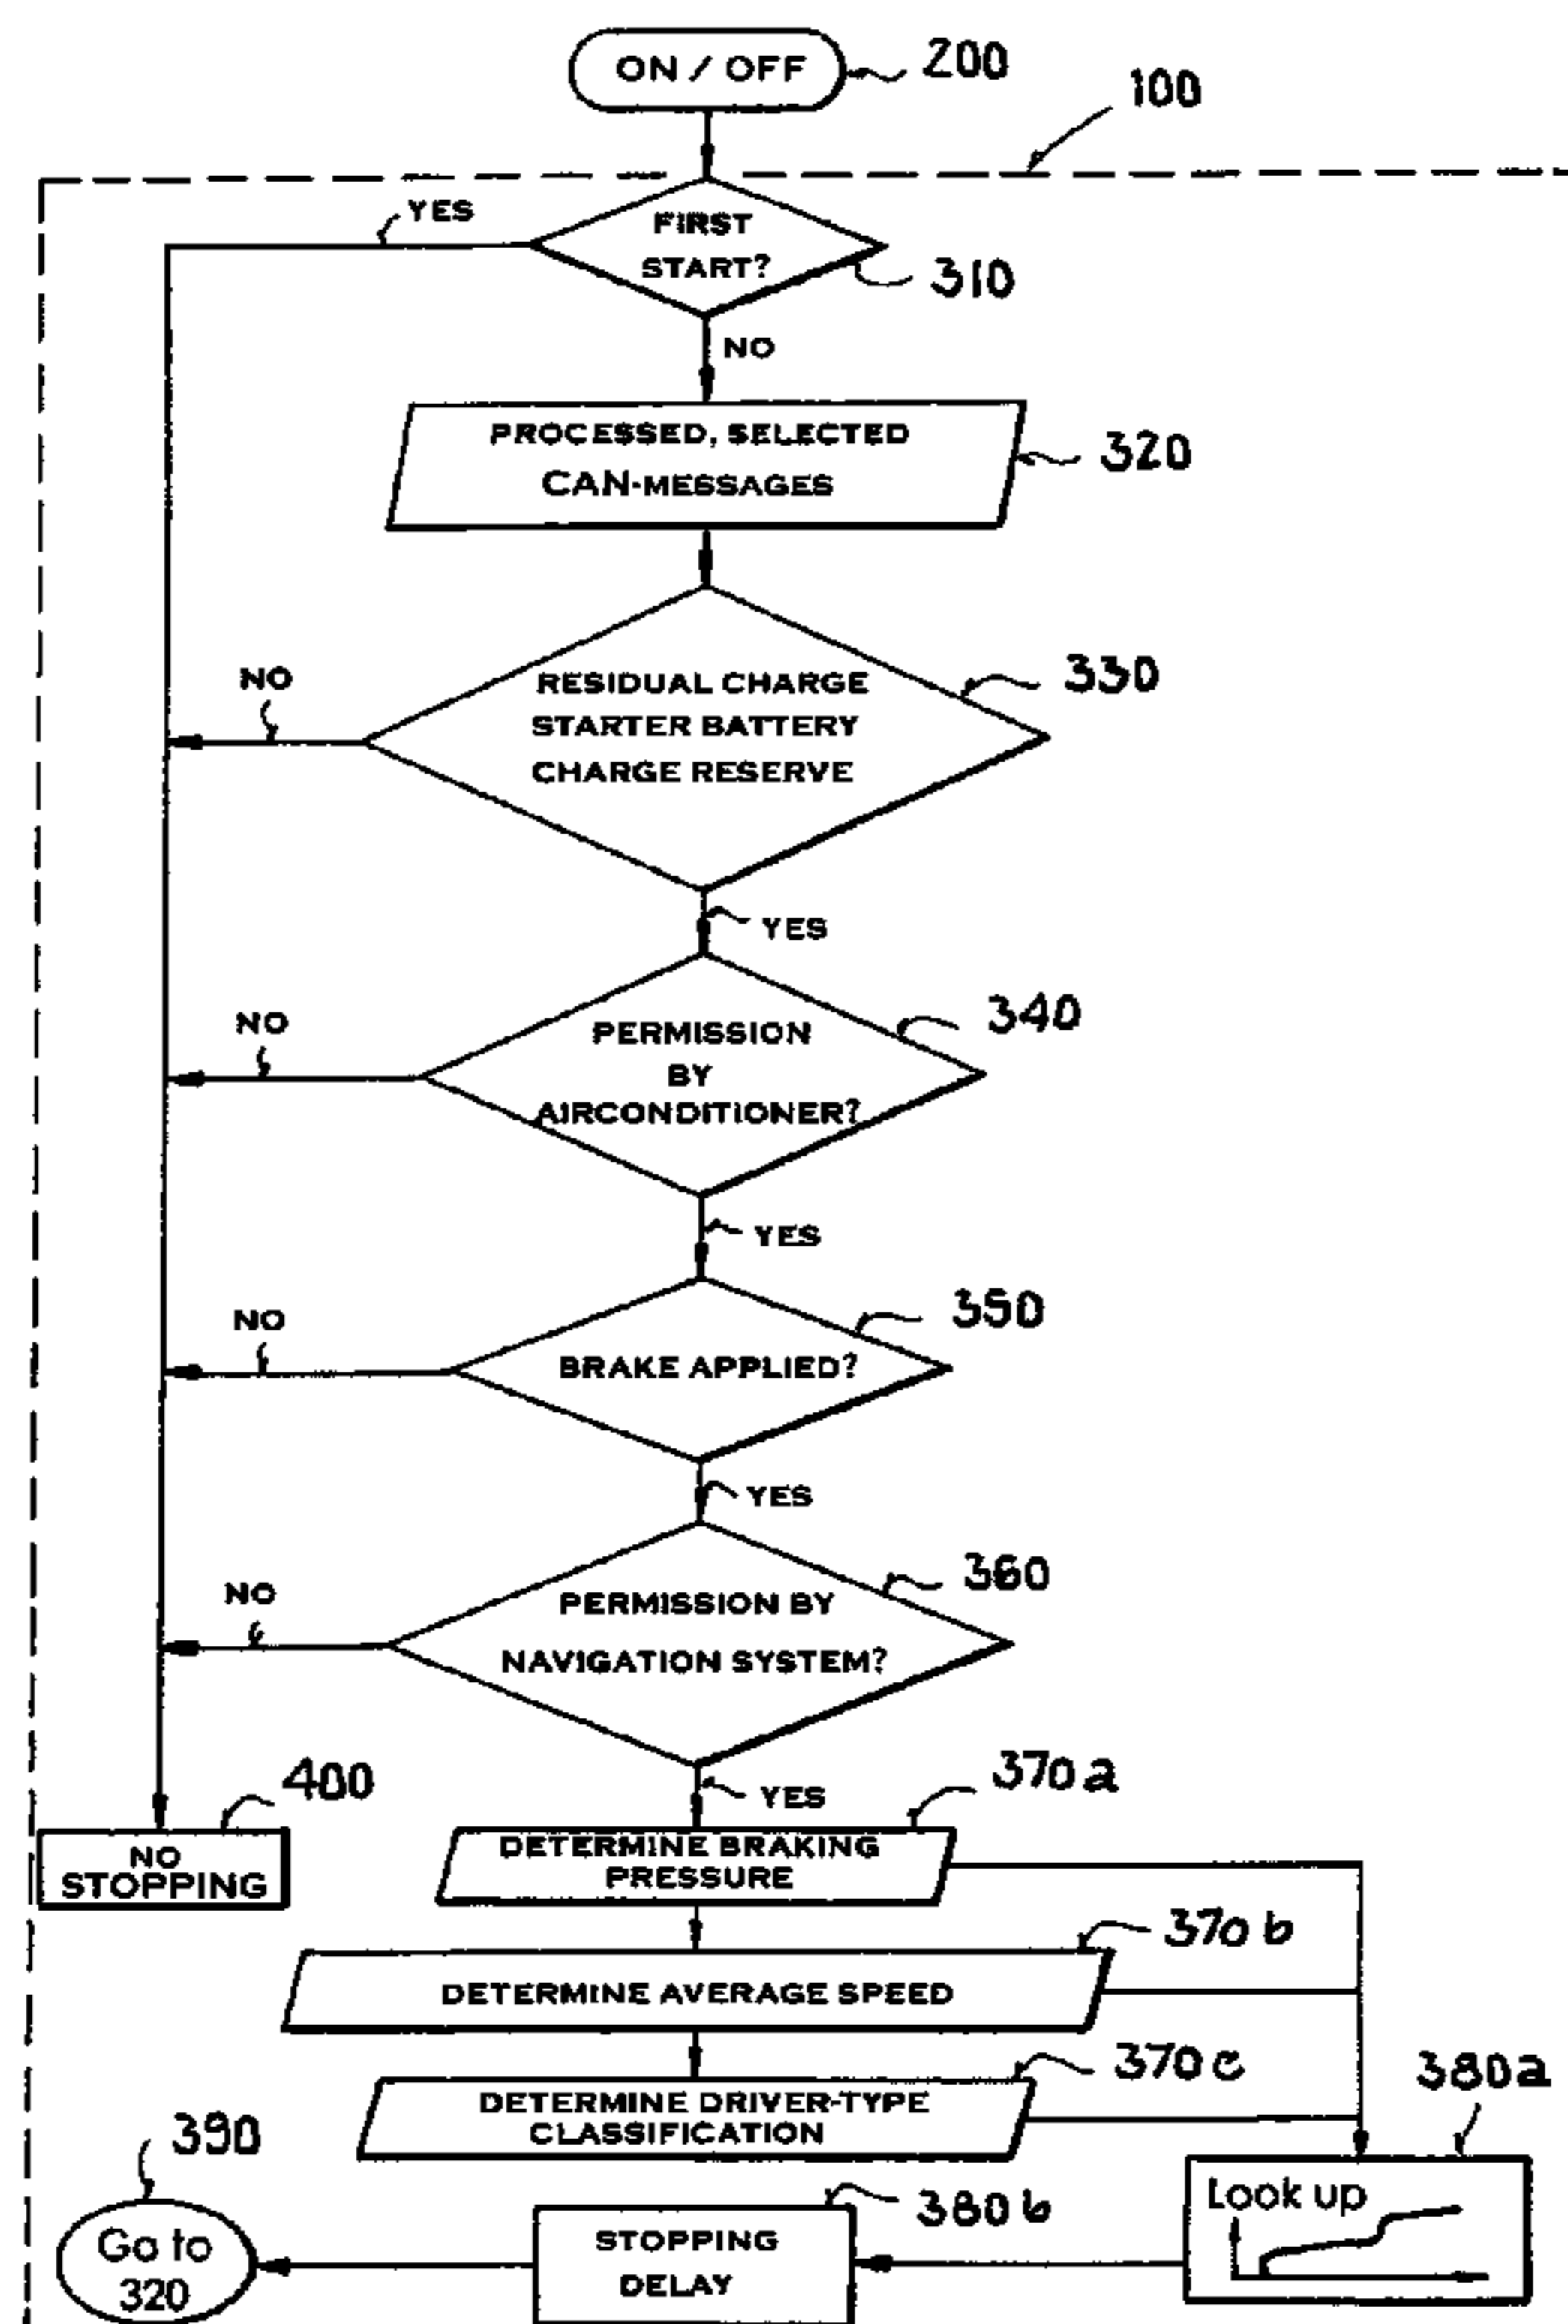 ON / OFF
200
100
YES
FIRST
START?
310
NO
PROCESSED, SELECTED
CAN-MESSAGES
320
RESIDUAL CHARGE
STARTER BATTERY
CHARGE RESERVE
330
NO
YES
PERMISSION
BY
AIRCONDITIONER?
340
NO
YES
BRAKE APPLIED?
350
NO
YES
PERMISSION BY
NAVIGATION SYSTEM?
360
NO
YES
400
NO
STOPPING
DETERMINE BRAKING
PRESSURE
370a
DETERMINE AVERAGE SPEED
370b
DETERMINE DRIVER-TYPE
CLASSIFICATION
370c
380a
Look up
STOPPING
DELAY
380b
390
Go to
320